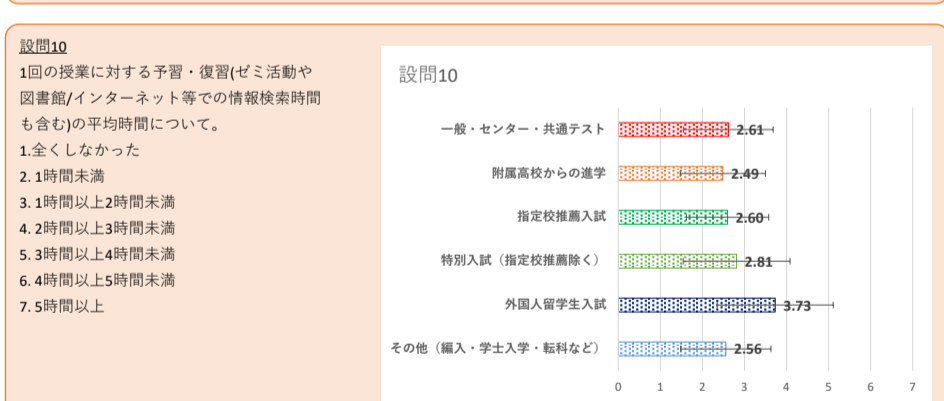 設問10
1回の授業に対する予習・復習(ゼミ活動や
図書館/インターネット等での情報検索時間
も含む)の平均時間について。
1.全くしなかった
2. 1時間未満
3. 1時間以上2時間未満
4. 2時間以上3時間未満
5. 3時間以上4時間未満
6. 4時間以上5時間未満
7. 5時間以上
設問10
一般・センター・共通テスト 2.61
附属高校からの進学 2.49
指定校推薦入試 2.60
特別入試（指定校推薦除く） 2.81
外国人留学生入試 3.73
その他（編入・学士入学・転科など） 2.56
0 1 2 3 4 5 6 7